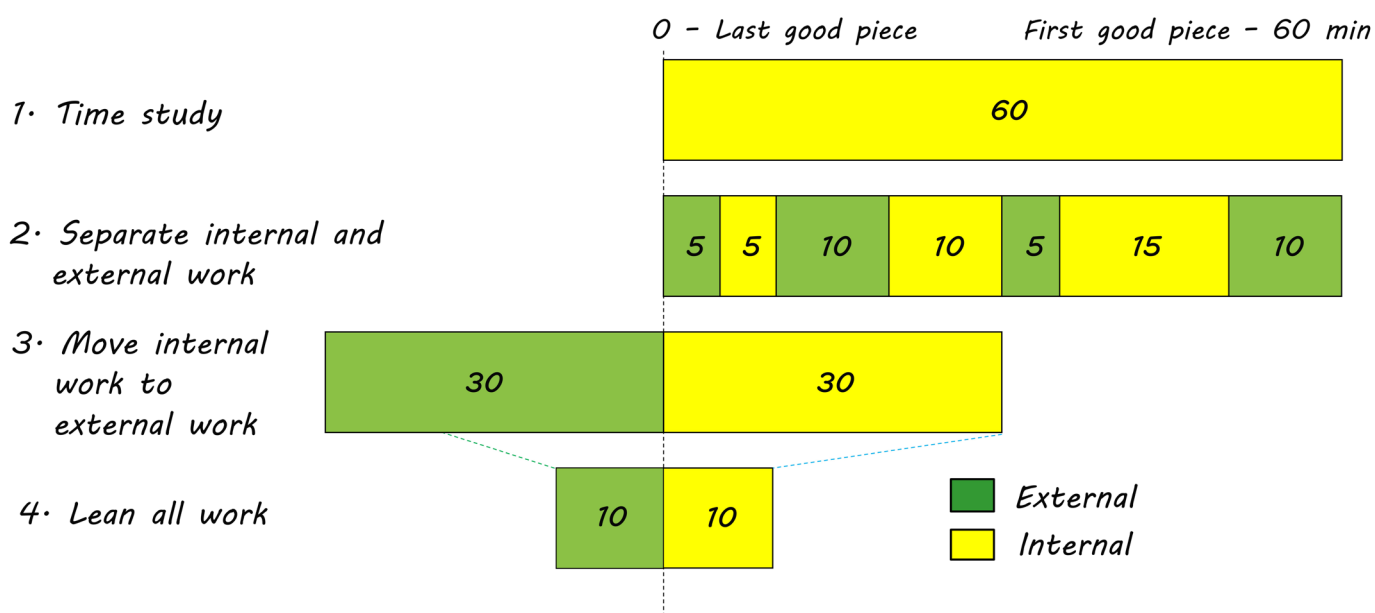 0 - Last good piece
First good piece - 60 min
1. Time study
60
2. Separate internal and
external work
5 5 10 10 5 15 10
3. Move internal
work to
external work
30 30
4. Lean all work
10 10
External
Internal